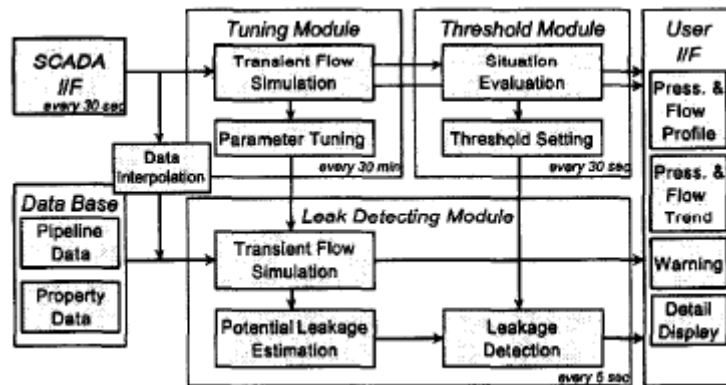 SCADA
I/F
every 30 sec
Tuning Module
Transient Flow
Simulation
Parameter Tuning
every 30 min
Threshold Module
Situation
Evaluation
Threshold Setting
every 30 sec
User
I/F
Press. &
Flow
Profile
Press. &
Flow
Trend
Warning
Detail
Display
Data
Interpolation
Data Base
Pipeline
Data
Property
Data
Leak Detecting Module
Transient Flow
Simulation
Potential Leakage
Estimation
Leakage
Detection
every 5 sec